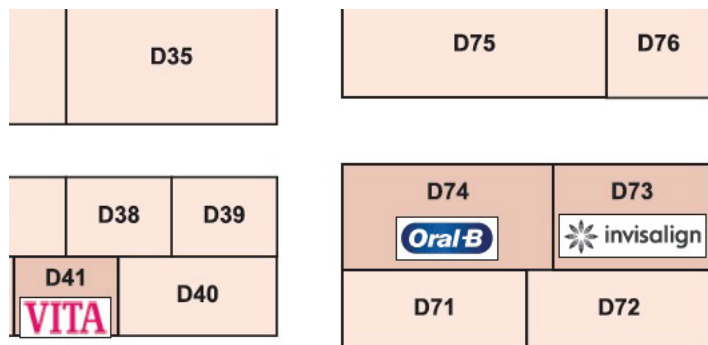 D35
D75
D76
D38
D39
D74
D73
Oral-B
invisalign
D41
VITA
D40
D71
D72